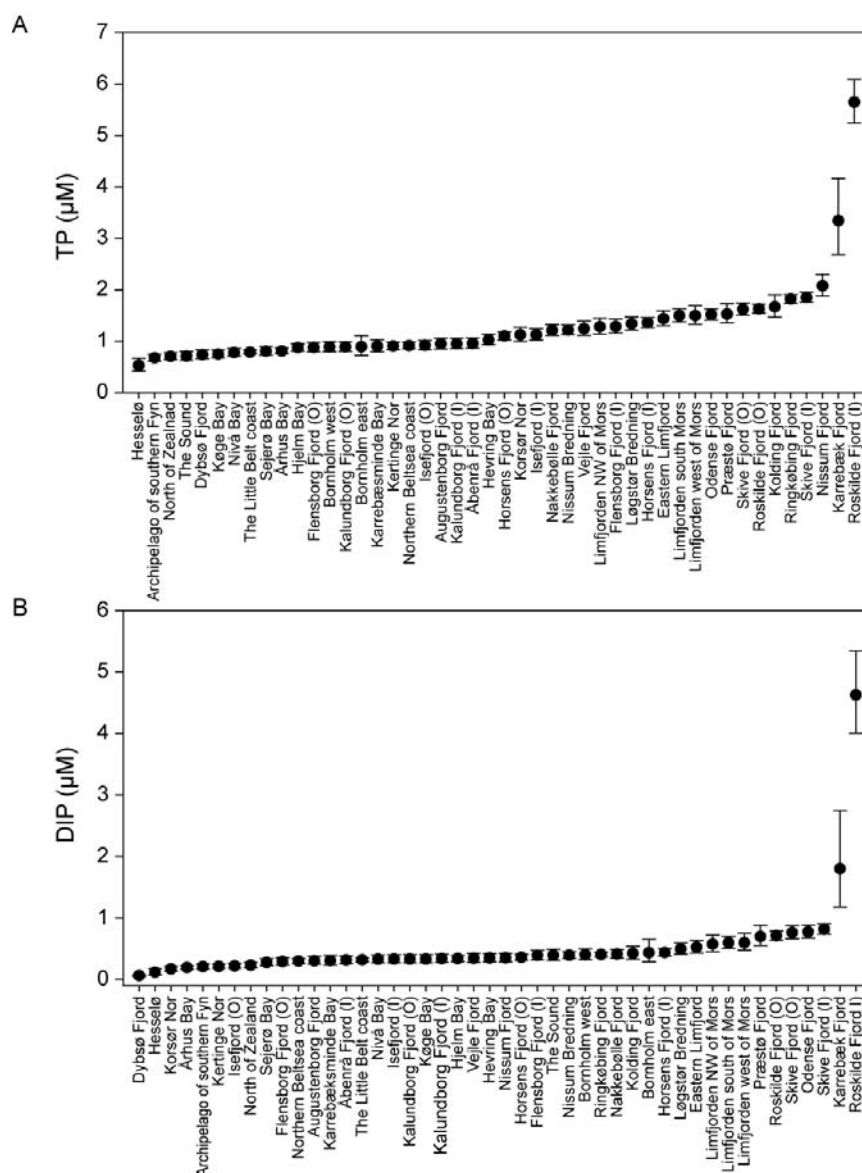 A
7
6
5
4
3
2
1
0
TP (µM)
Hesselø
Archipelago of southern Fyn
North of Zealnad
The Sound
Dybsø Fjord
Køge Bay
Nivå Bay
The Little Belt coast
Sejerø Bay
Århus Bay
Hjelm Bay
Flensborg Fjord (O)
Bornholm west
Kalundborg Fjord (O)
Bornholm east
Karrebæsminde Bay
Kertinge Nor
Northern Beltsea coast
Isefjord (O)
Augustenborg Fjord
Kalundborg Fjord (I)
Åbenrå Fjord (I)
Hevring Bay
Horsens Fjord (O)
Korsør Nor
Isefjord (I)
Nakkebølle Fjord
Nissum Bredning
Vejle Fjord
Limfjorden NW of Mors
Flensborg Fjord (I)
Løgstør Bredning
Horsens Fjord (I)
Eastern Limfjord
Limfjorden south Mors
Limfjorden west of Mors
Odense Fjord
Præstø Fjord
Skive Fjord (O)
Roskilde Fjord (O)
Kolding Fjord
Ringkøbing Fjord
Skive Fjord (I)
Nissum Fjord
Karrebæk Fjord
Roskilde Fjord (I)
B
6
5
4
3
2
1
0
DIP (µM)
Dybsø Fjord
Hesselø
Korsør Nor
Århus Bay
Archipelago of southern Fyn
Kertinge Nor
Isefjord (O)
North of Zealand
Sejerø Bay
Flensborg Fjord (O)
Northern Beltsea coast
Augustenborg Fjord
Karrebæksminde Bay
Åbenrå Fjord (I)
The Little Belt coast
Nivå Bay
Isefjord (I)
Kalundborg Fjord (O)
Køge Bay
Kalundborg Fjord (I)
Hjelm Bay
Vejle Fjord
Hevring Bay
Nissum Fjord
Horsens Fjord (O)
Flensborg Fjord (I)
The Sound
Nissum Bredning
Bornholm west
Ringkøbing Fjord
Nakkebølle Fjord
Kolding Fjord
Bornholm east
Horsens Fjord (I)
Løgstør Bredning
Eastern Limfjord
Limfjorden NW of Mors
Limfjorden south of Mors
Limfjorden west of Mors
Præstø Fjord
Roskilde Fjord (O)
Skive Fjord (O)
Odense Fjord
Skive Fjord (I)
Karrebæk Fjord
Roskilde Fjord I)